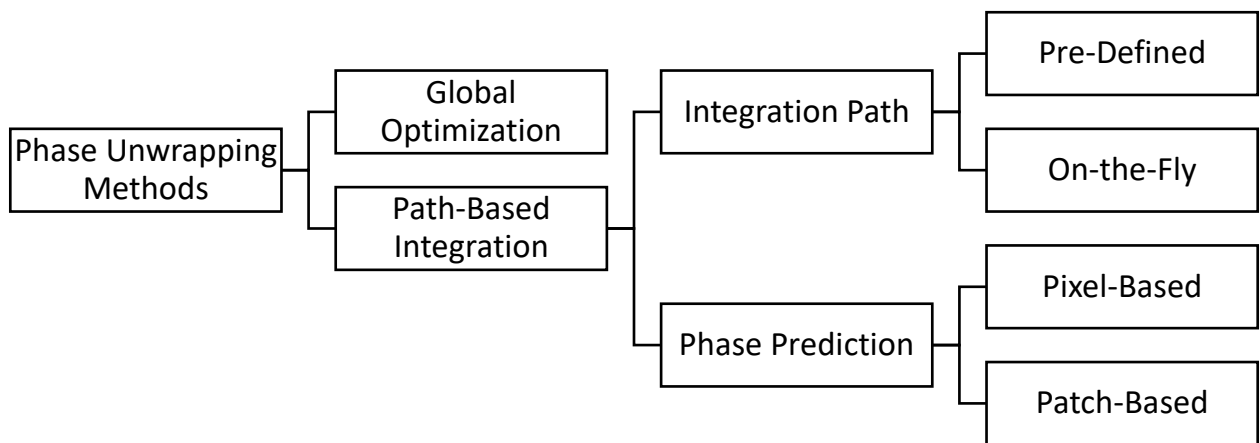 Phase Unwrapping
Methods
Global
Optimization
Path-Based
Integration
Integration Path
Phase Prediction
Pre-Defined
On-the-Fly
Pixel-Based
Patch-Based